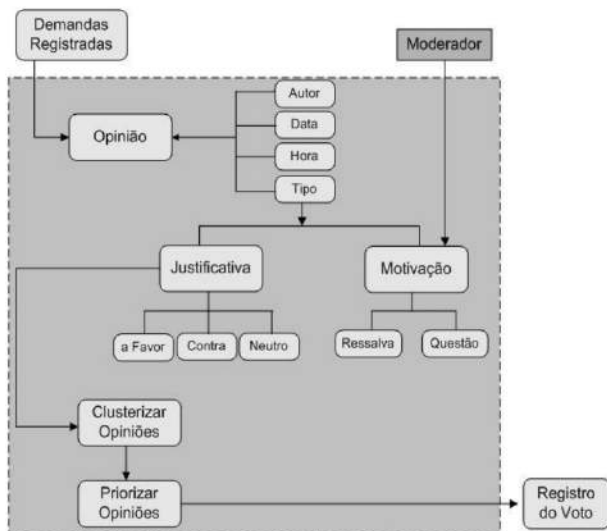 Demandas
Registradas
Moderador
Autor
Data
Opinião
Hora
Tipo
Justificativa
Motivação
a Favor
Contra
Neutro
Ressalva
Questão
Clusterizar
Opiniões
Priorizar
Opiniões
Registro
do Voto